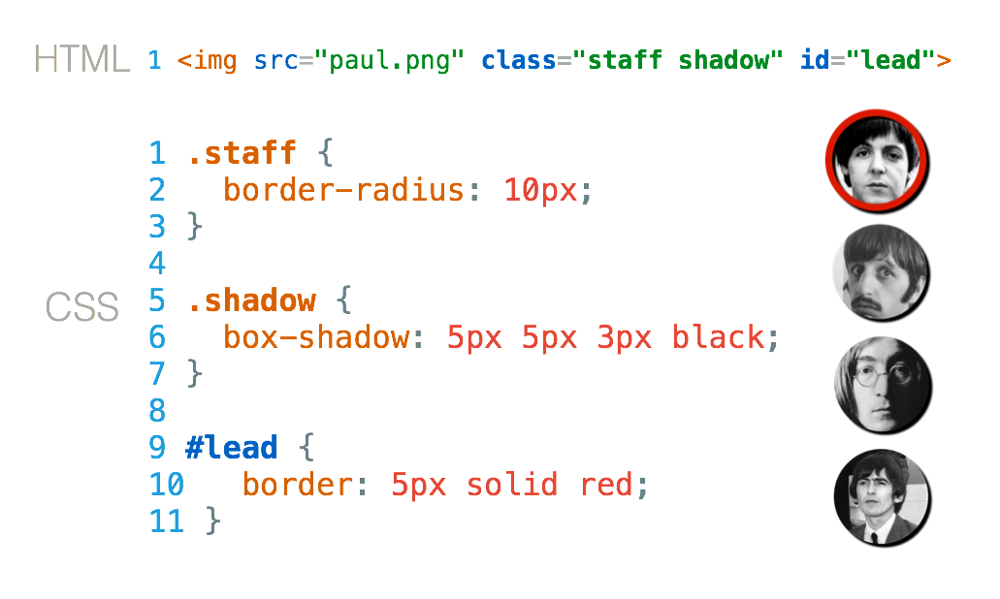 HTML 1 <img src="paul.png" class="staff shadow" id="lead">
1 .staff {
2   border-radius: 10px;
3 }
4
CSS
5 .shadow {
6   box-shadow: 5px 5px 3px black;
7 }
8
9 #lead {
10   border: 5px solid red;
11 }